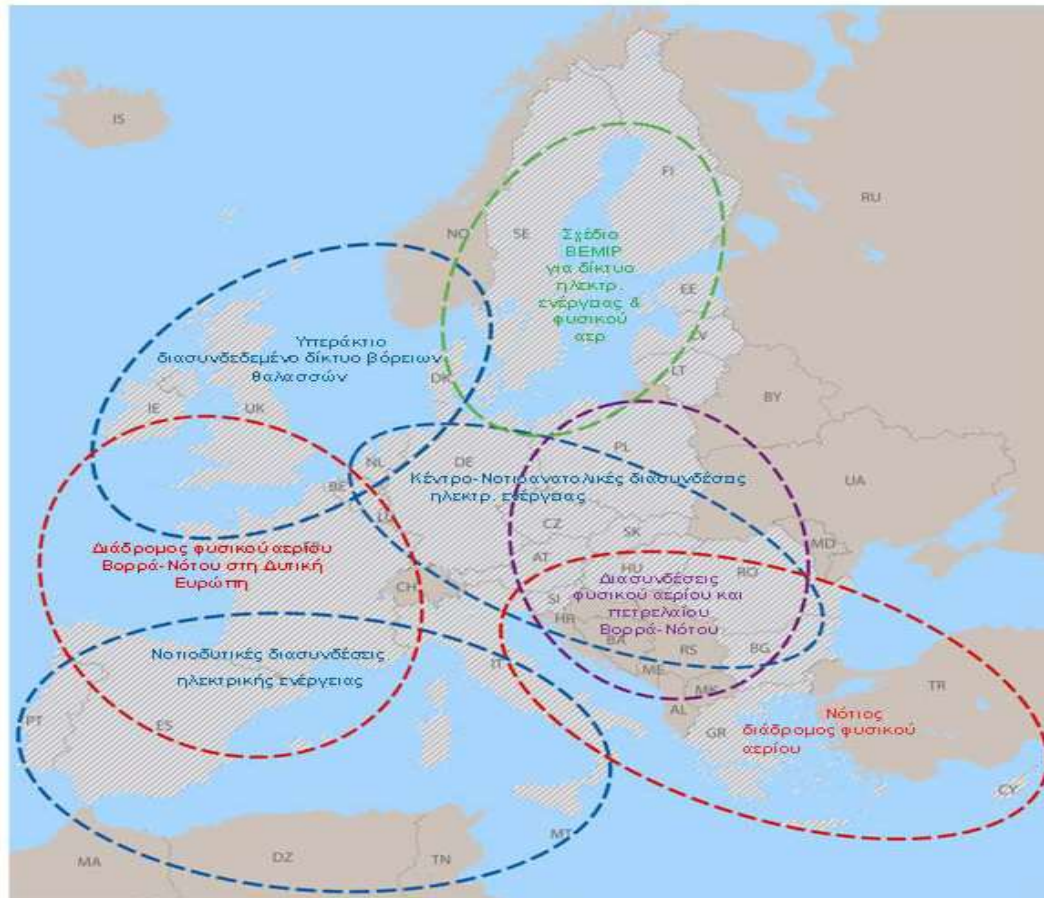 IS
FI
RU
NO
SE
Σχέδιο
BEMIP
για δίκτυο
ηλεκτρ.
ενέργειας &
φυσικού
αερ
EE
LV
LT
Υπεράκτιο
διασυνδεδεμένο δίκτυο βόρειων
θαλασσών
DK
BY
IE
UK
NL
DE
PL
Κέντρο-Νοτιοανατολικές διασυνδέσεις
ηλεκτρ. ενέργειας
BE
LU
UA
CZ
SK
FR
Διάδρομος φυσικού αερίου
Βορρά-Νότου στη Δυτική
Ευρώπη
AT
MD
HU
RO
CH
Διασυνδέσεις
φυσικού αερίου και
πετρελαίου
Βορρά-Νότου
SI
HR
BA
RS
BG
Νοτιοδυτικές διασυνδέσεις
ηλεκτρικής ενέργειας
IT
ME
MK
TR
AL
GR
Νότιος
διάδρομος φυσικού
αερίου
PT
ES
CY
MT
MA
DZ
TN